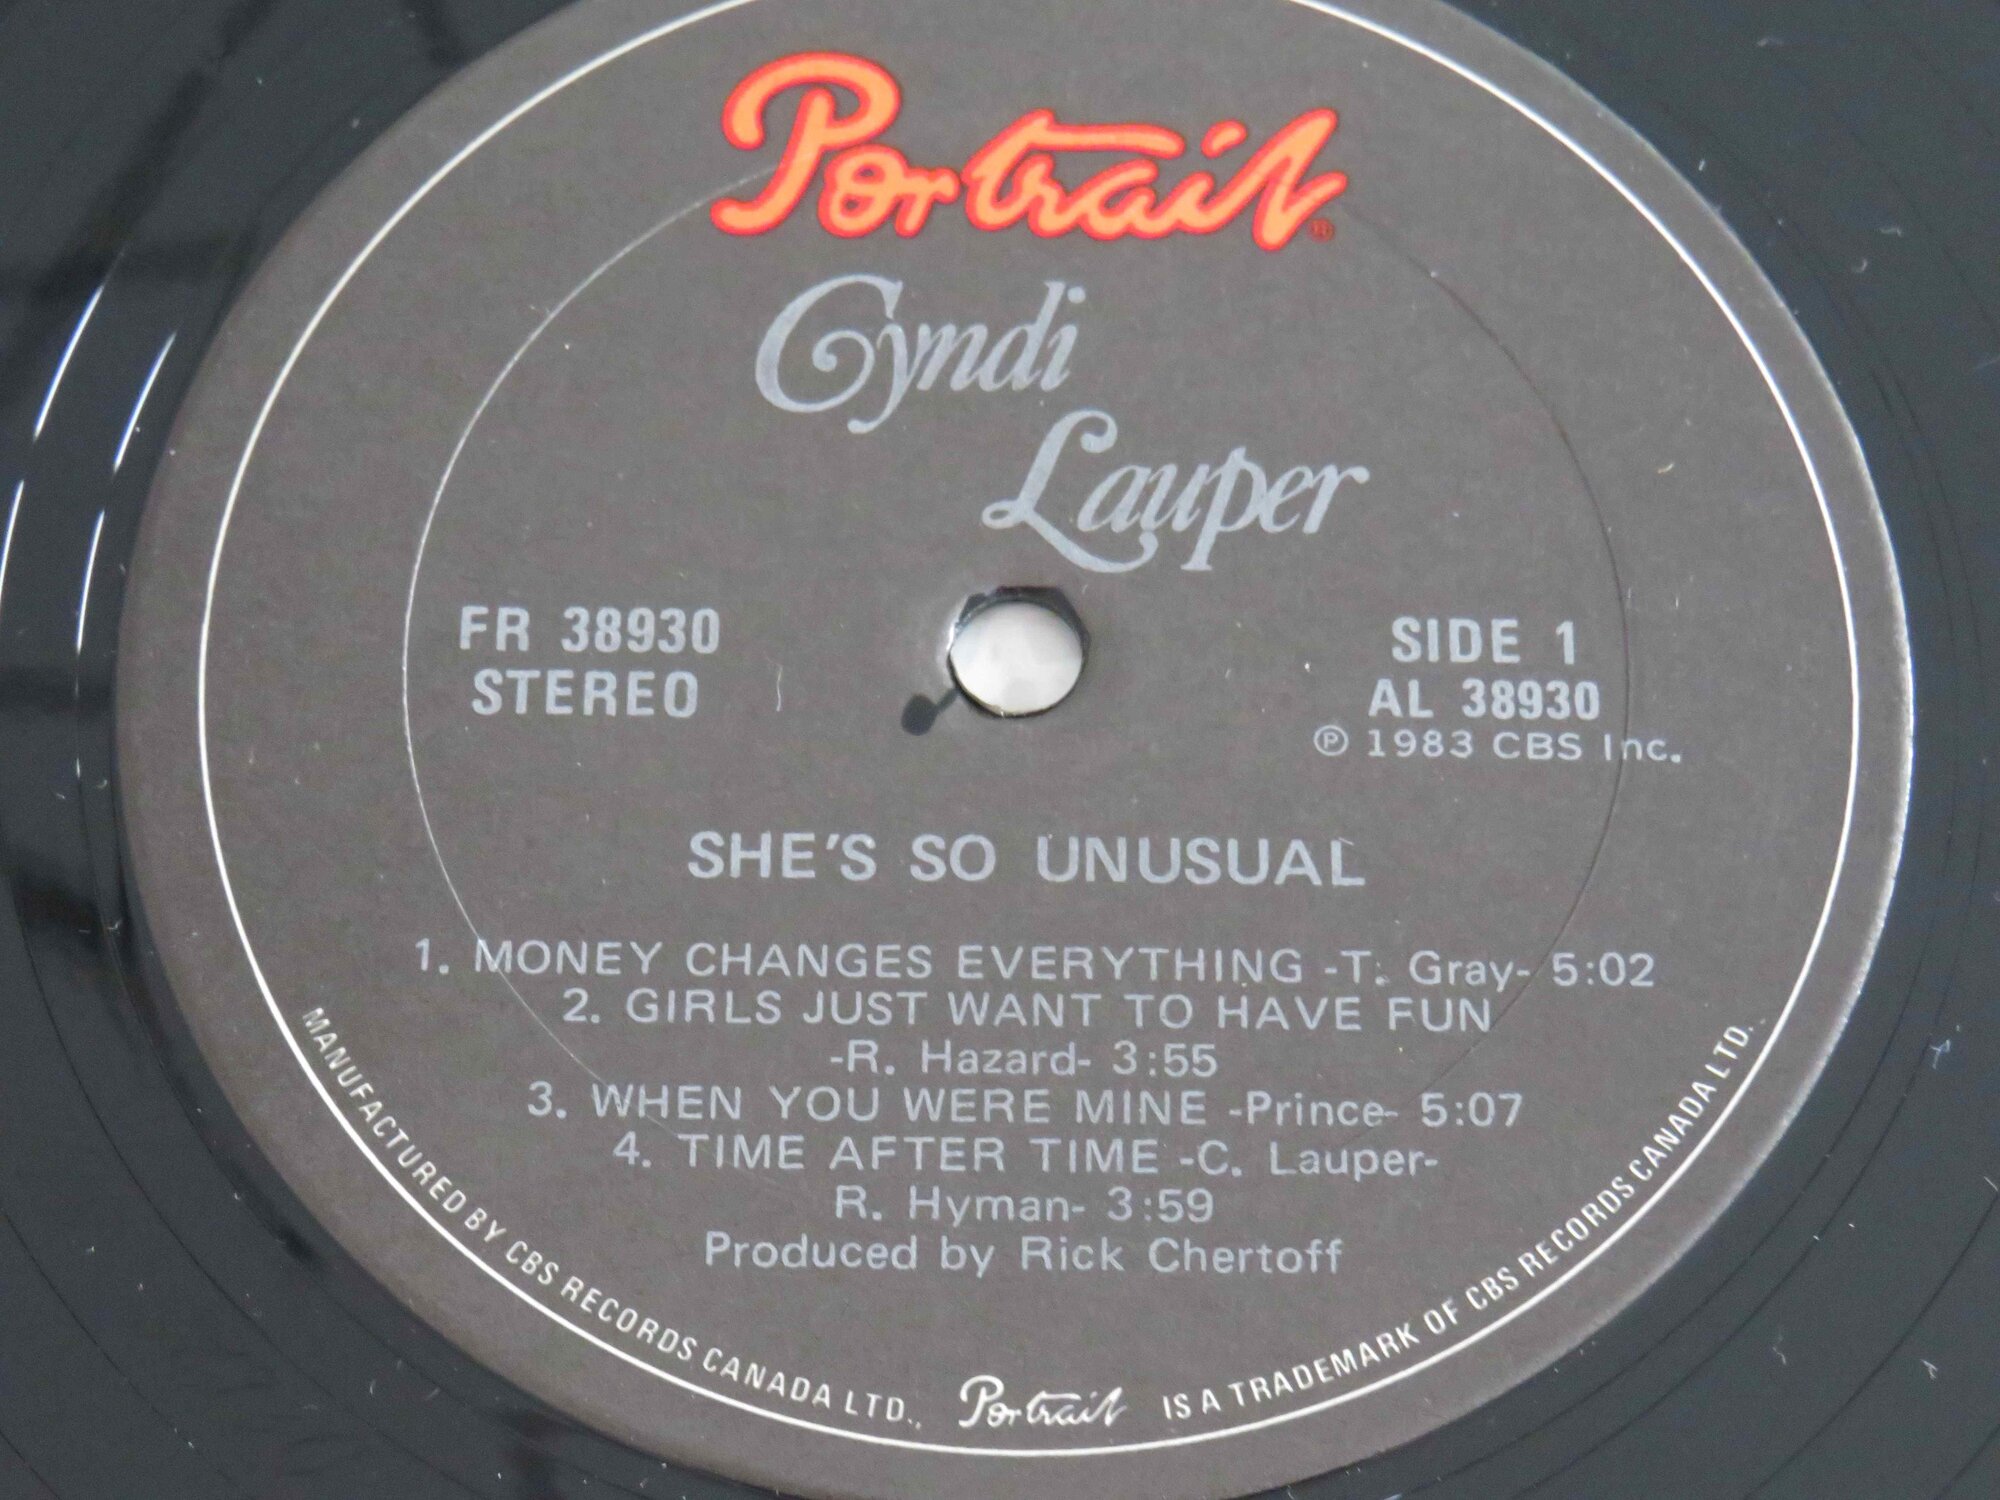 Portrait®
Cyndi
Lauper
FR 38930
STEREO
SIDE 1
AL 38930
℗ 1983 CBS Inc.
SHE'S SO UNUSUAL
1. MONEY CHANGES EVERYTHING -T. Gray- 5:02
2. GIRLS JUST WANT TO HAVE FUN
-R. Hazard- 3:55
3. WHEN YOU WERE MINE -Prince- 5:07
4. TIME AFTER TIME -C. Lauper-
R. Hyman- 3:59
Produced by Rick Chertoff
MANUFACTURED BY CBS RECORDS CANADA LTD., Portrait IS A TRADEMARK OF CBS RECORDS CANADA LTD.